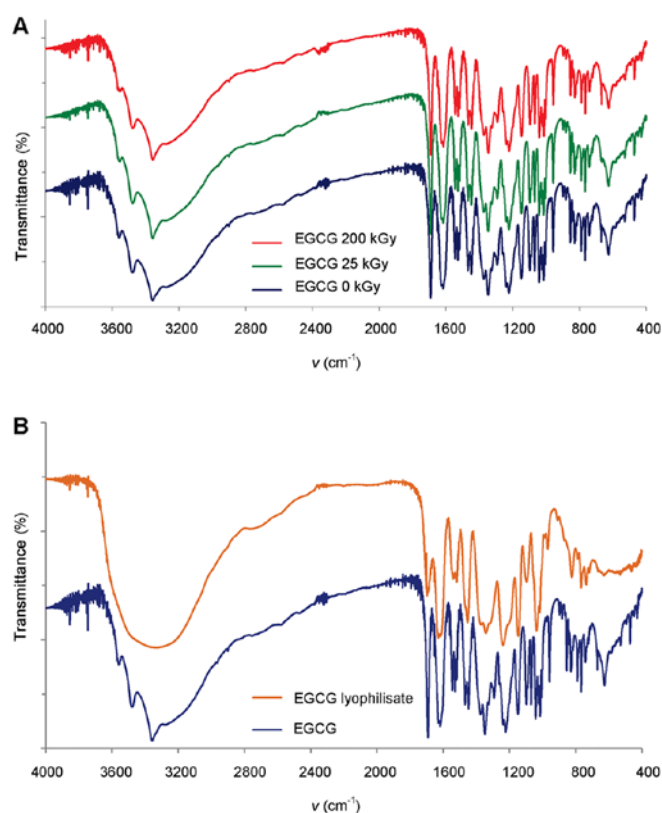 A
Transmittance (%)
EGCG 200 kGy
EGCG 25 kGy
EGCG 0 kGy
4000 3600 3200 2800 2400 2000 1600 1200 800 400
v (cm⁻¹)
B
Transmittance (%)
EGCG lyophilisate
EGCG
4000 3600 3200 2800 2400 2000 1600 1200 800 400
v (cm⁻¹)